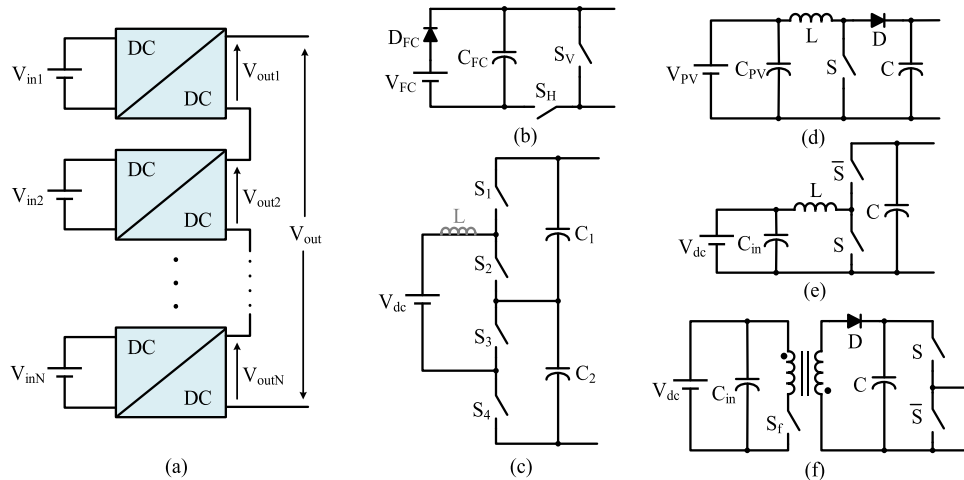 DC
DC
V_in1
V_out1
DC
DC
V_in2
V_out2
V_out
DC
DC
V_inN
V_outN
(a)
D_FC
V_FC
C_FC
S_V
S_H
(b)
S_1
L
C_1
S_2
V_dc
S_3
C_2
S_4
(c)
L
D
V_PV
C_PV
S
C
(d)
S̅
L
C
V_dc
C_in
S
(e)
D
S
V_dc
C_in
C
S_f
S̅
(f)